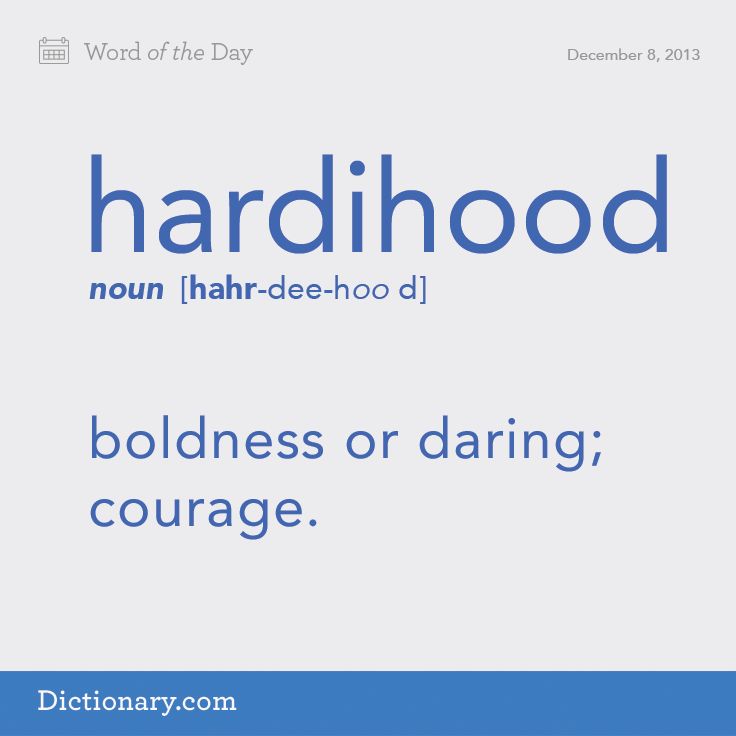 Word of the Day
December 8, 2013
hardihood
noun [hahr-dee-hoo d]
boldness or daring;
courage.
Dictionary.com